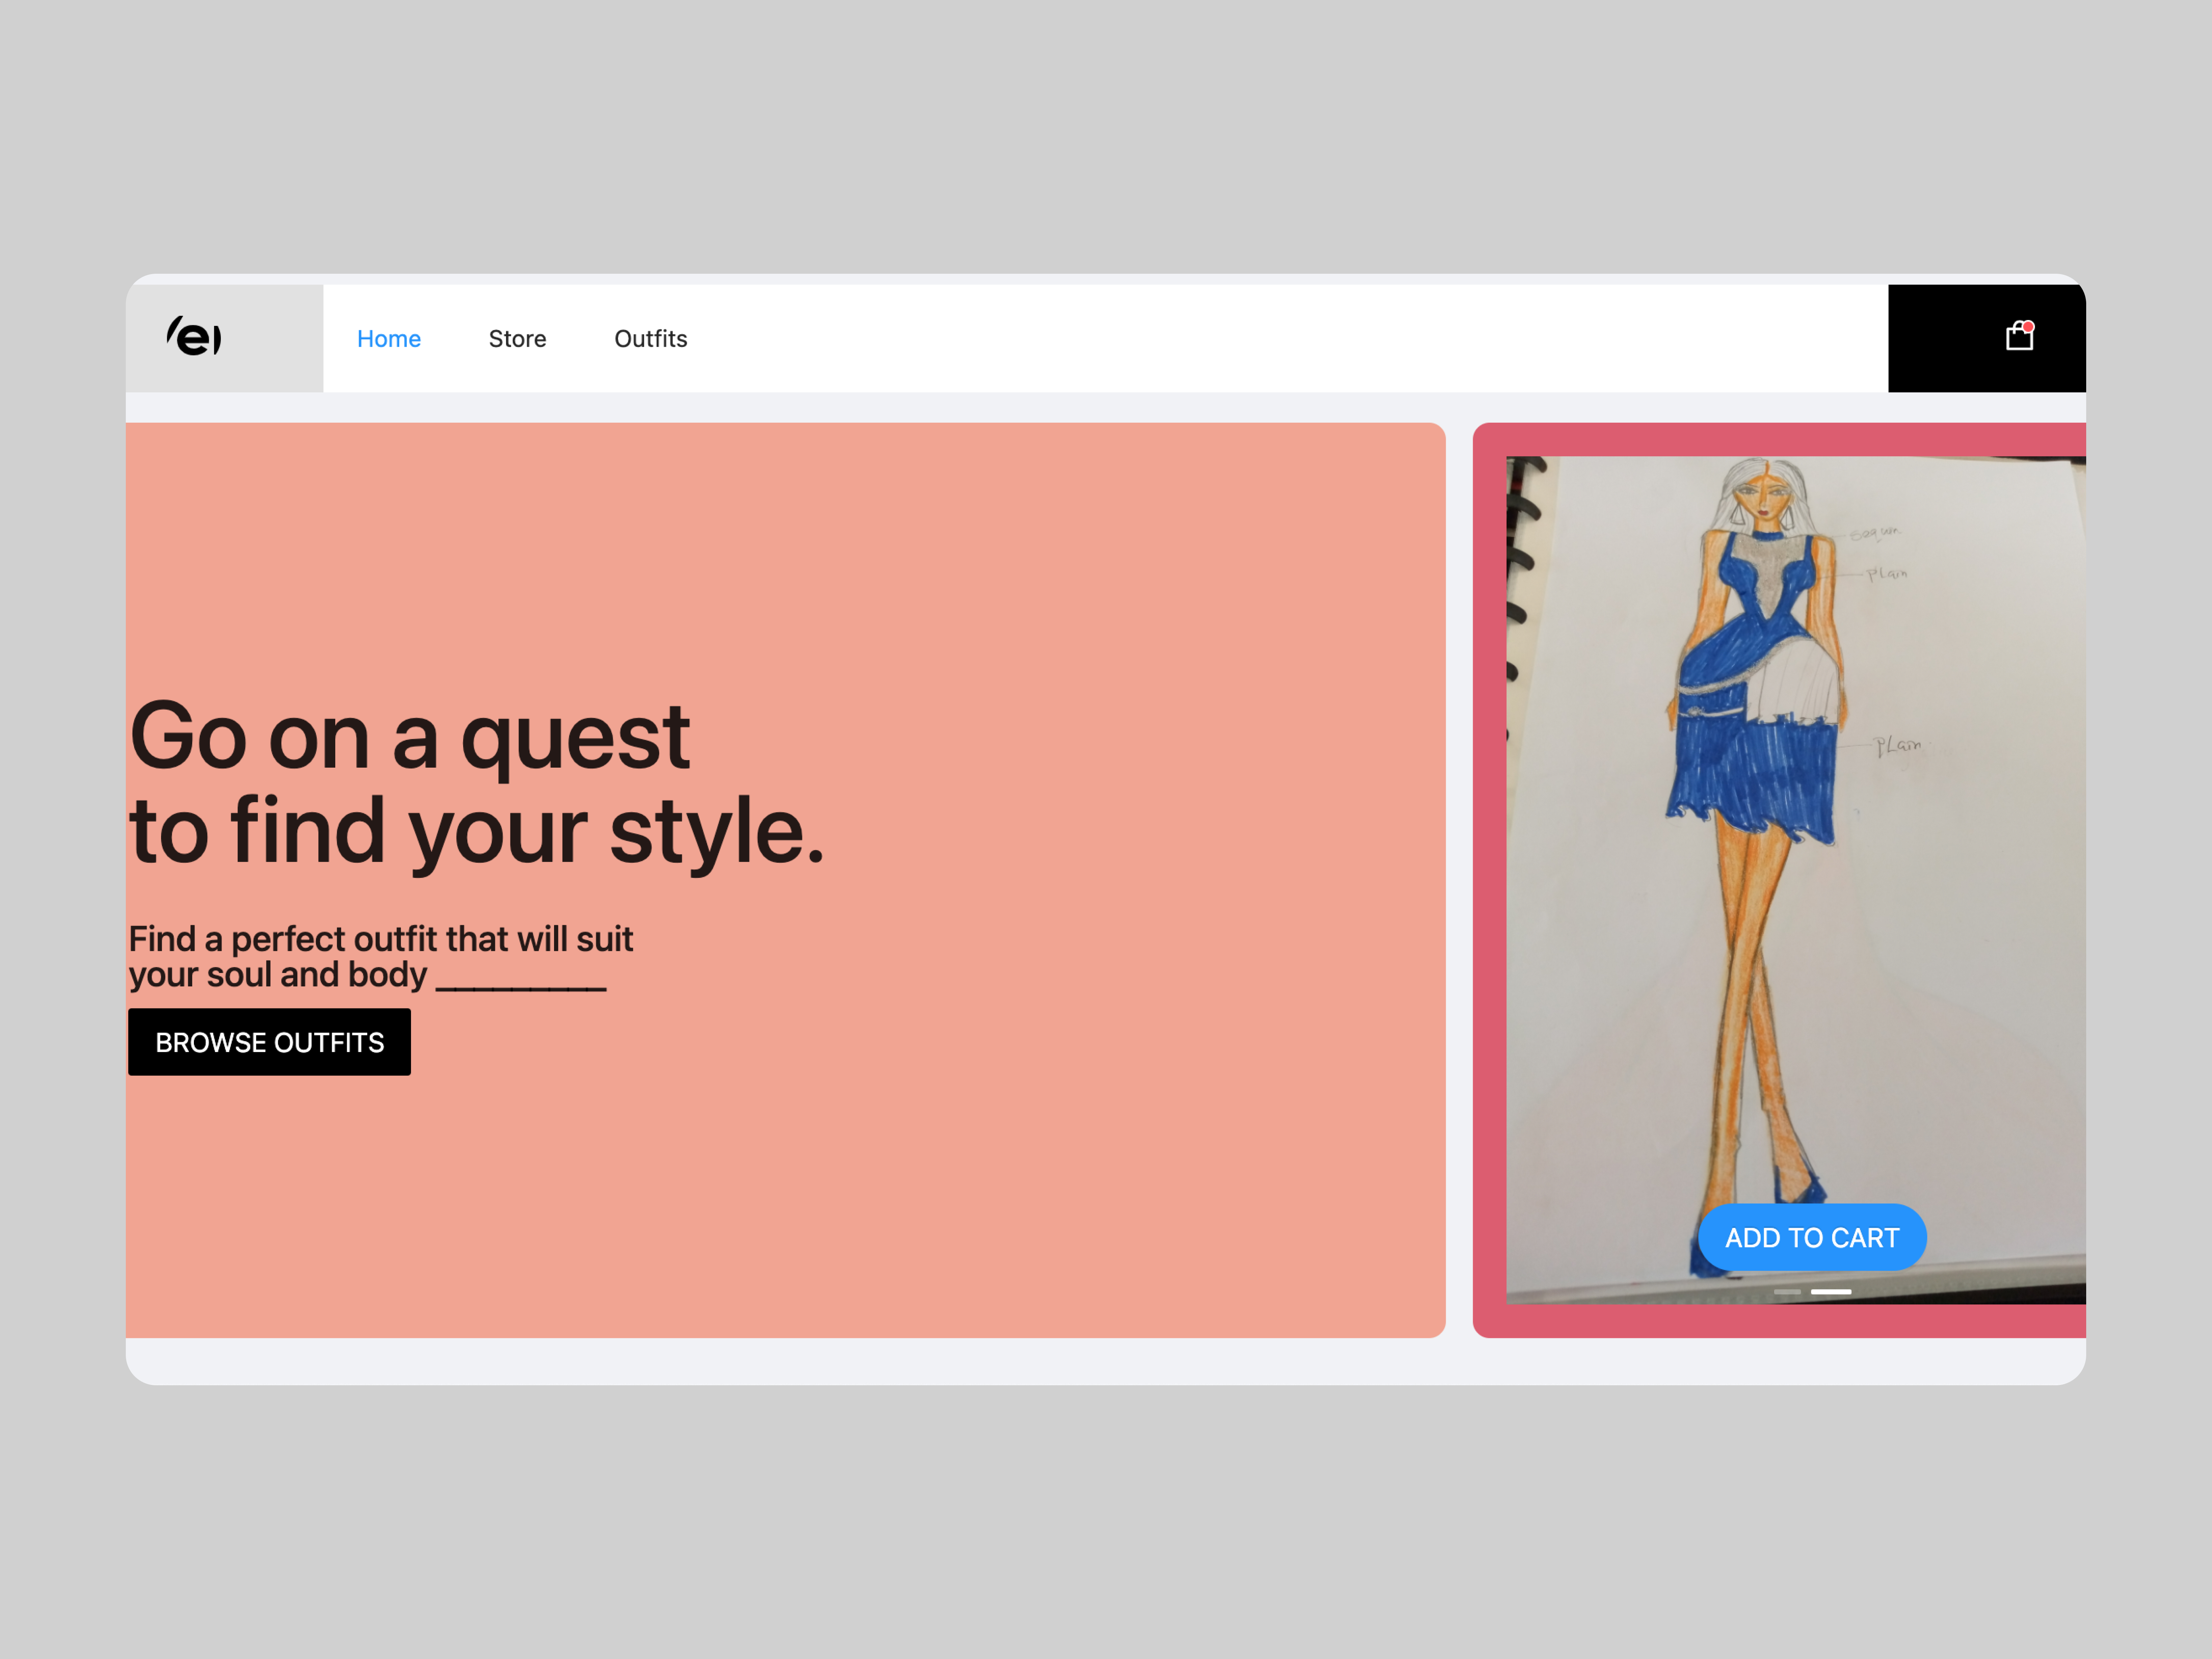 Home
Store
Outfits
Go on a quest
to find your style.
Find a perfect outfit that will suit
your soul and body _________
BROWSE OUTFITS
Plain
PLain
ADD TO CART